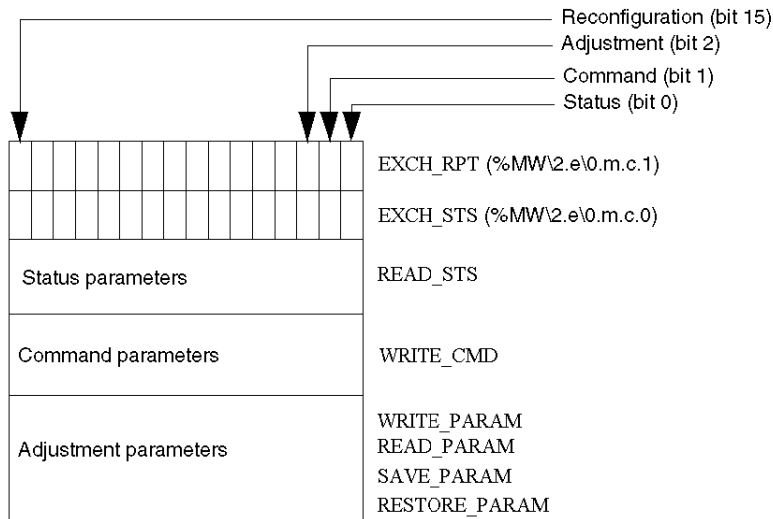 Reconfiguration (bit 15)
Adjustment (bit 2)
Command (bit 1)
Status (bit 0)
EXCH_RPT (%MW\2.e\0.m.c.1)
EXCH_STS (%MW\2.e\0.m.c.0)
Status parameters READ_STS
Command parameters WRITE_CMD
WRITE_PARAM
Adjustment parameters READ_PARAM
SAVE_PARAM
RESTORE_PARAM